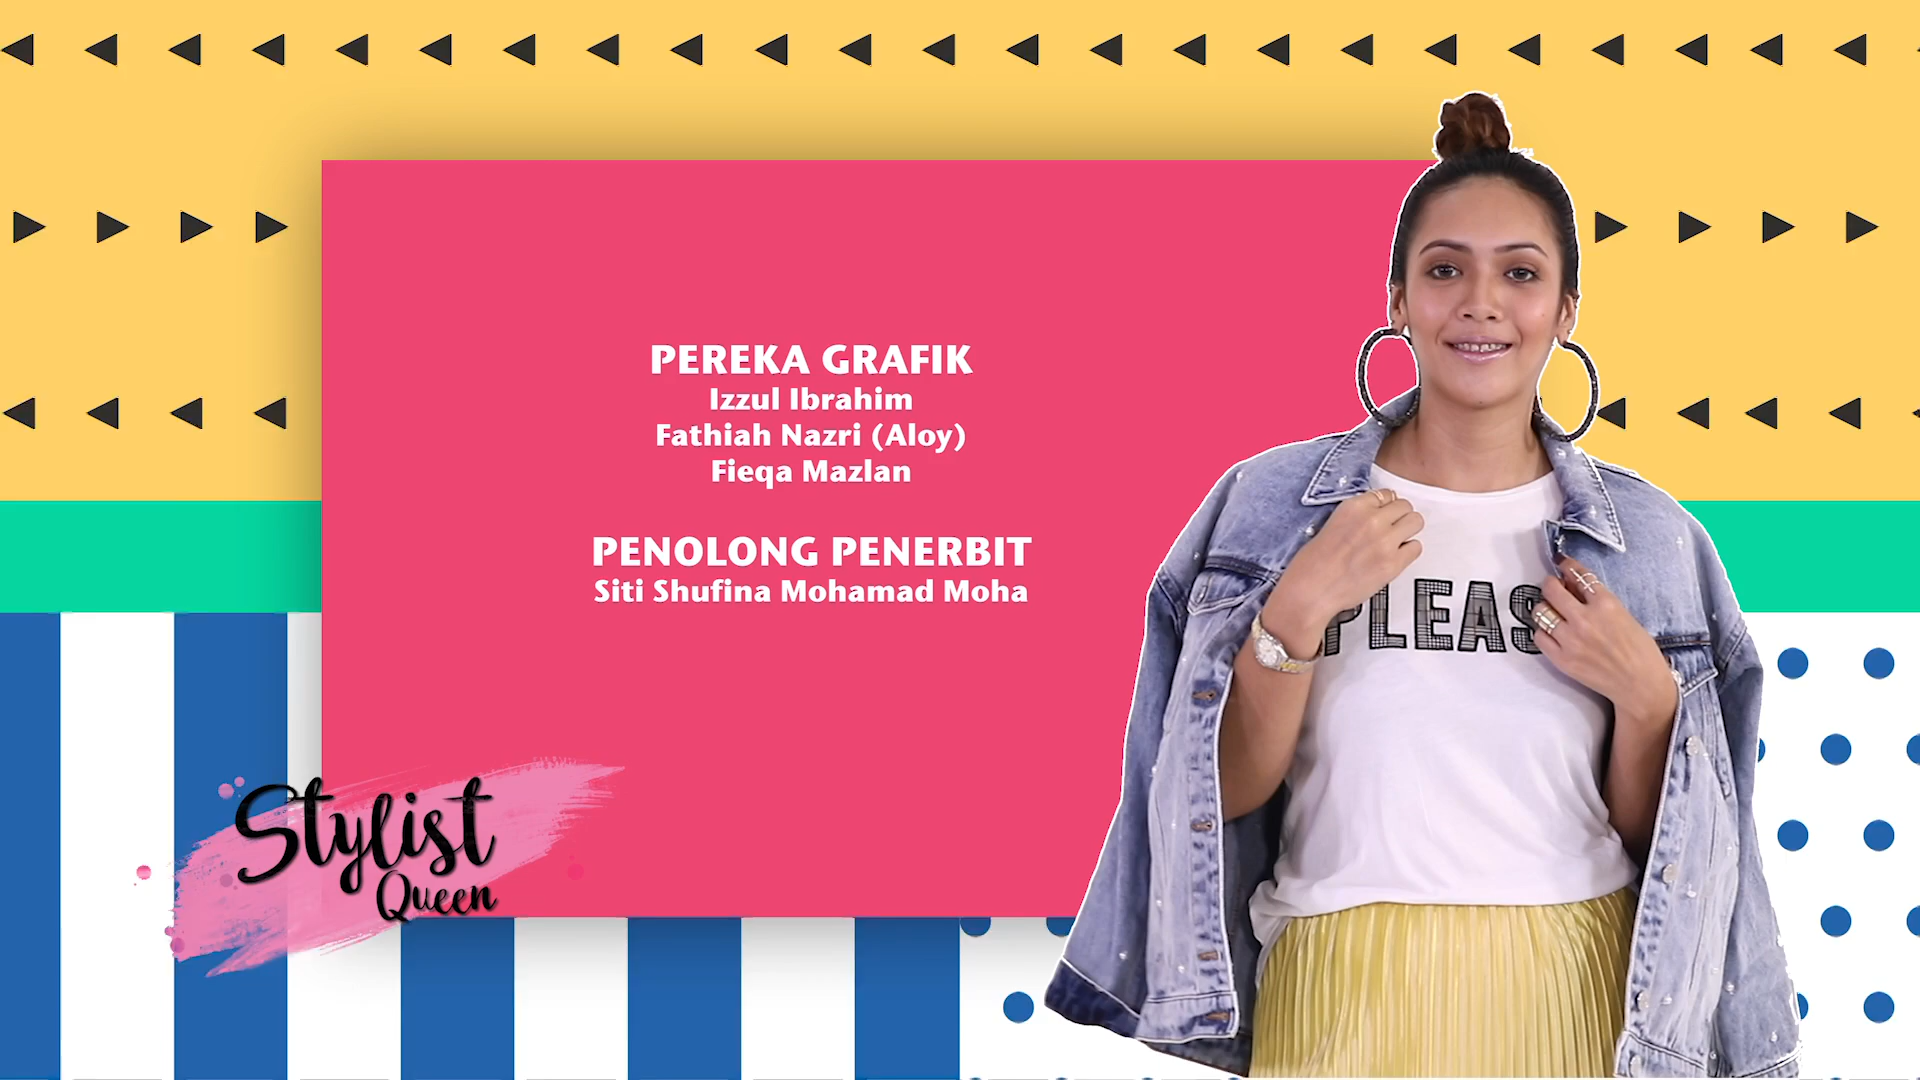 PEREKA GRAFIK
Izzul Ibrahim
Fathiah Nazri (Aloy)
Fieqa Mazlan
PENOLONG PENERBIT
Siti Shufina Mohamad Moha
PLEAS
Stylist
Queen